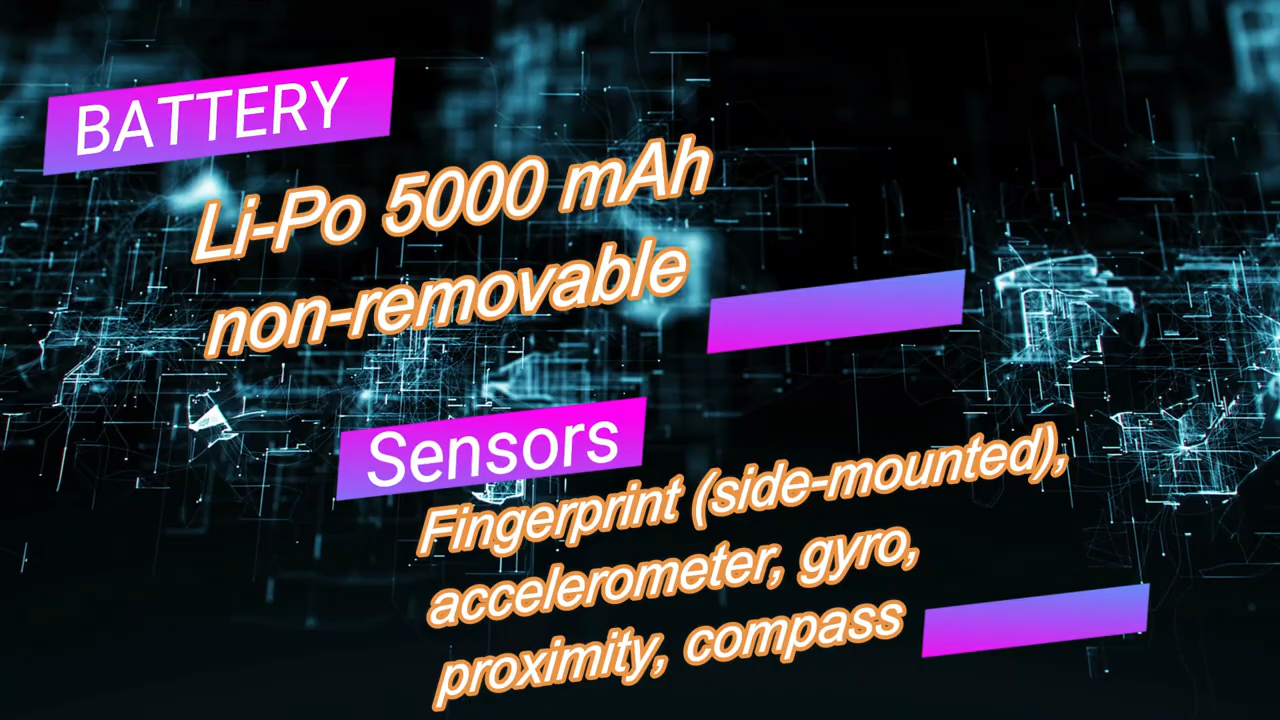 BATTERY
Li-Po 5000 mAh
non-removable
Sensors
Fingerprint (side-mounted),
accelerometer, gyro,
proximity, compass